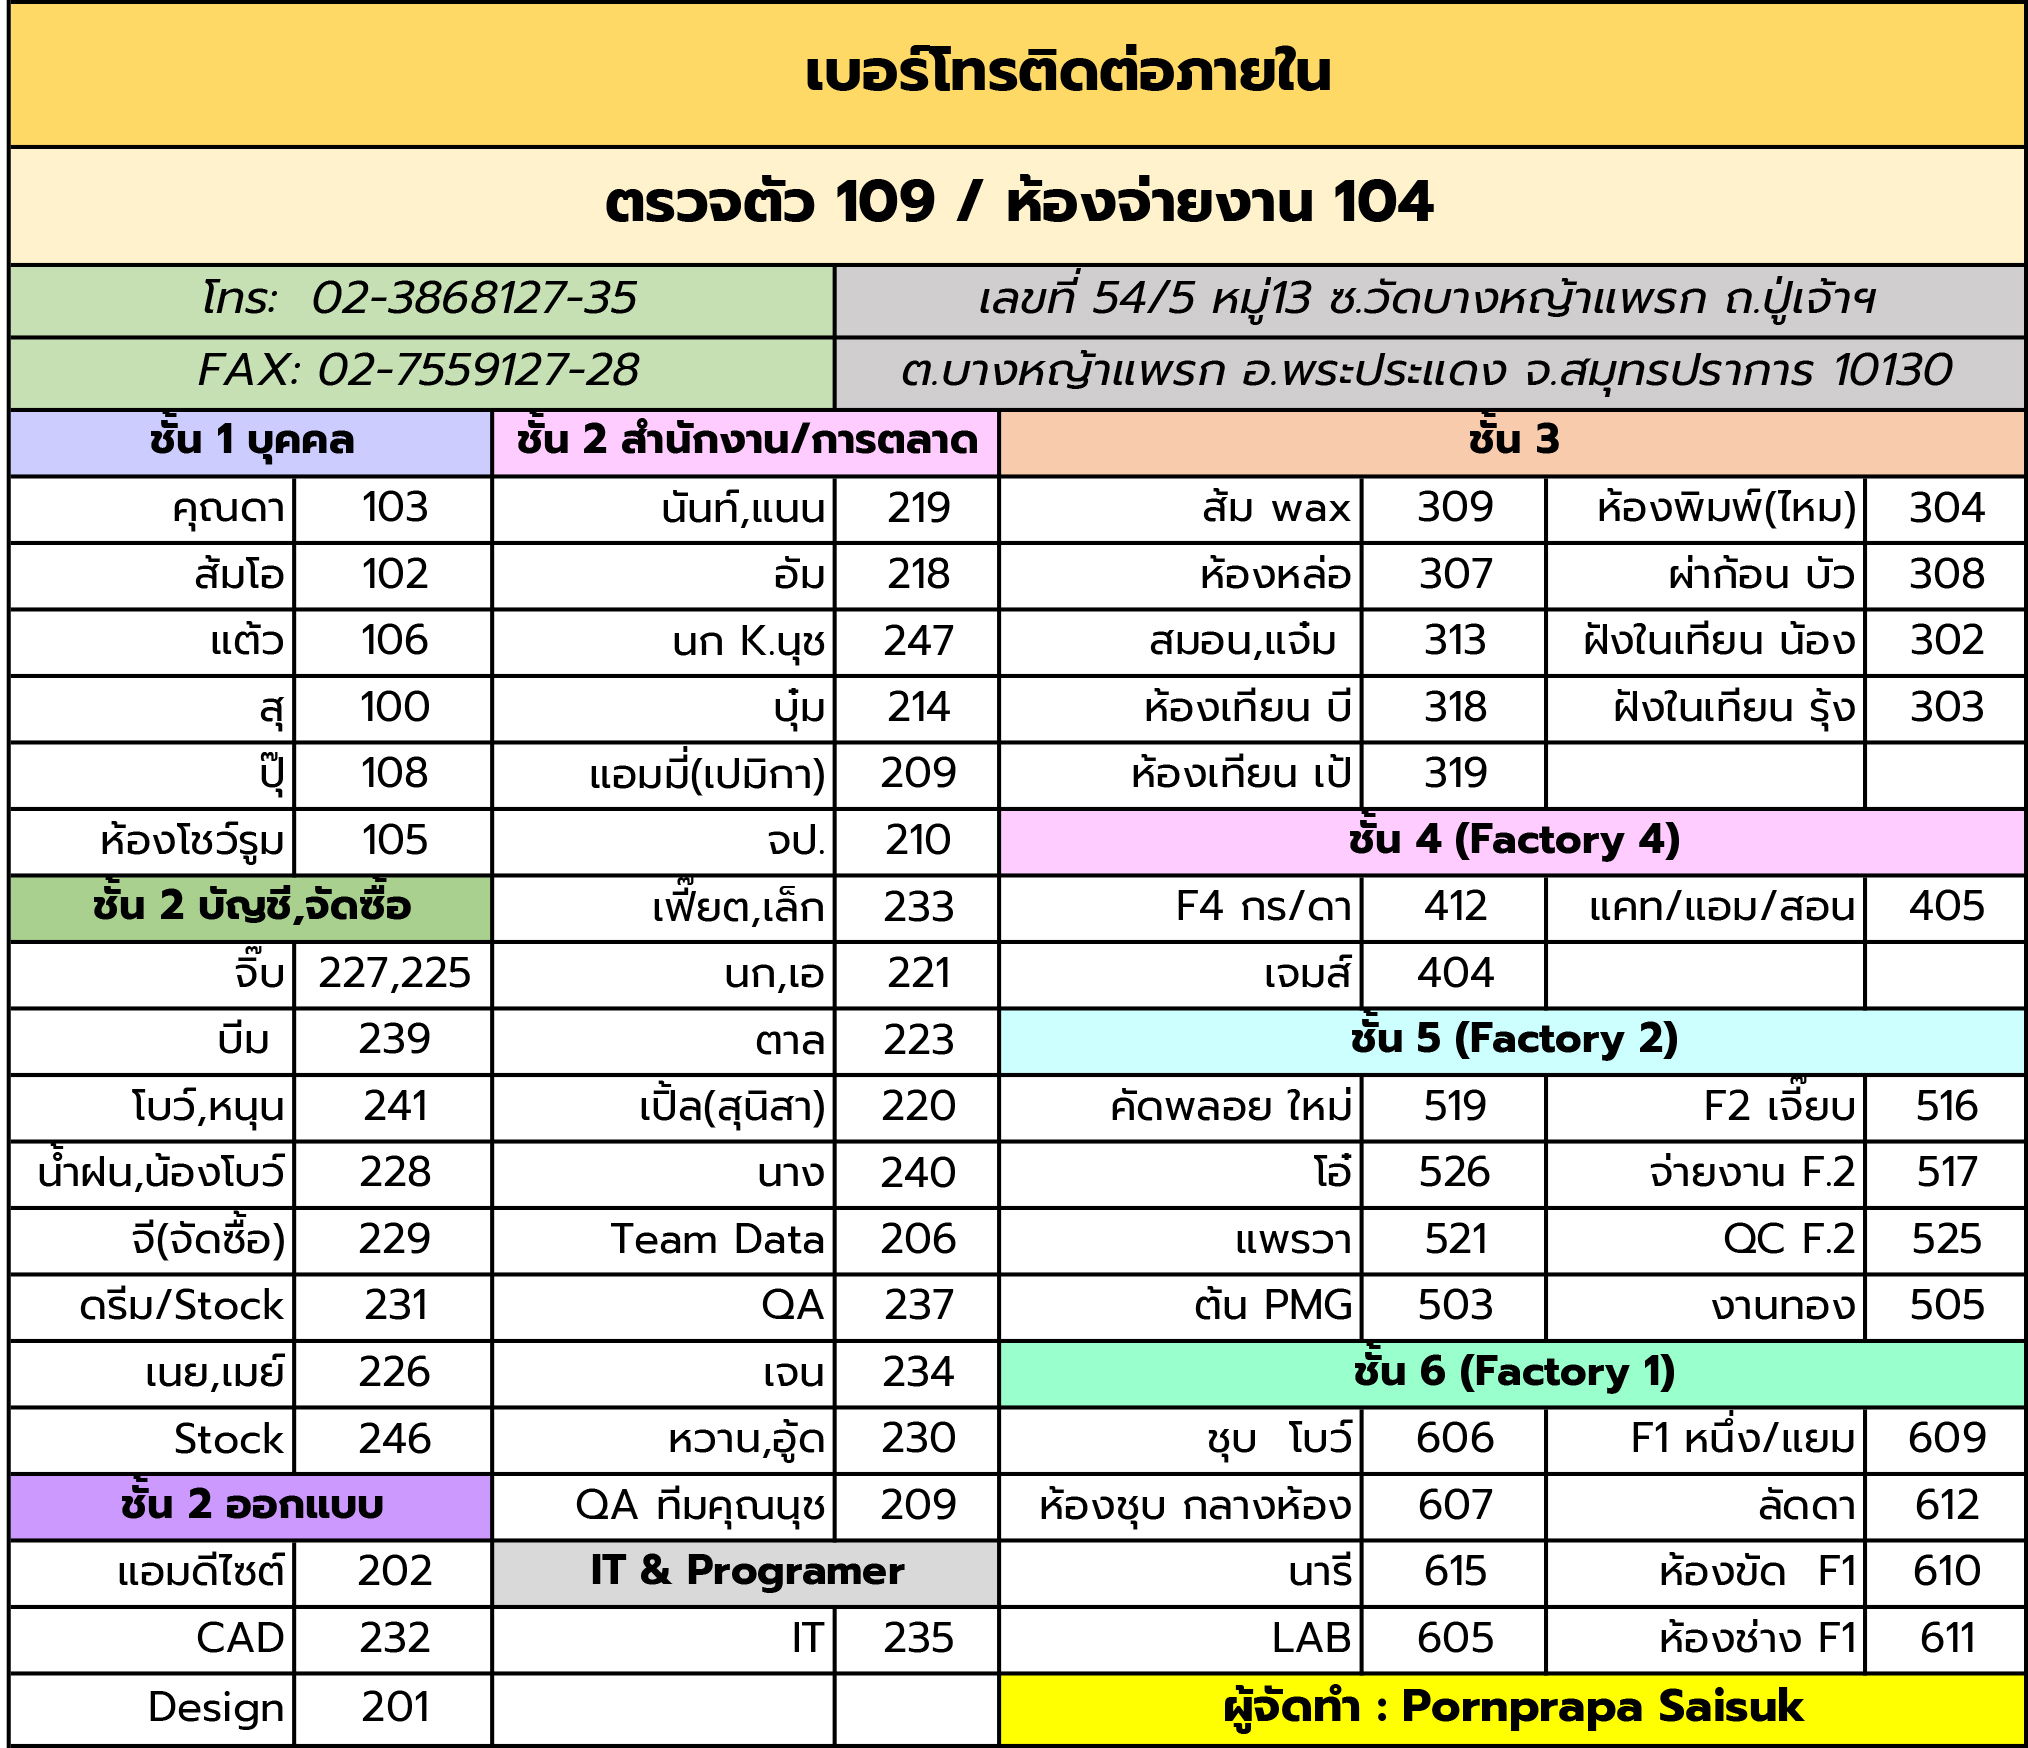 เบอร์โทรติดต่อภายใน
ตรวจตัว 109 / ห้องจ่ายงาน 104
โทร: 02-3868127-35 เลขที่ 54/5 หมู่13 ซ.วัดบางหญ้าแพรก ถ.ปู่เจ้าฯ
FAX: 02-7559127-28 ต.บางหญ้าแพรก อ.พระประแดง จ.สมุทรปราการ 10130
ชั้น 1 บุคคล ชั้น 2 สำนักงาน/การตลาด ชั้น 3
คุณดา 103 นันท์,แนน 219 ส้ม wax 309 ห้องพิมพ์(ไหม) 304
ส้มโอ 102 อัม 218 ห้องหล่อ 307 ผ่าก้อน บัว 308
แต้ว 106 นก K.นุช 247 สมอน,แจ๋ม 313 ฝังในเทียน น้อง 302
สุ 100 บุ๋ม 214 ห้องเทียน บี 318 ฝังในเทียน รุ้ง 303
ปุ๊ 108 แอมมี่(เปมิกา) 209 ห้องเทียน เป้ 319
ห้องโชว์รูม 105 จป. 210 ชั้น 4 (Factory 4)
ชั้น 2 บัญชี,จัดซื้อ เฟี๊ยต,เล็ก 233 F4 กร/ดา 412 แคท/แอม/สอน 405
จิ๊บ 227,225 นก,เอ 221 เจมส์ 404
บีม 239 ตาล 223 ชั้น 5 (Factory 2)
โบว์,หนุน 241 เปิ้ล(สุนิสา) 220 คัดพลอย ใหม่ 519 F2 เจี๊ยบ 516
น้ำฝน,น้องโบว์ 228 นาง 240 โอ๋ 526 จ่ายงาน F.2 517
จี(จัดซื้อ) 229 Team Data 206 แพรวา 521 QC F.2 525
ดรีม/Stock 231 QA 237 ต้น PMG 503 งานทอง 505
เนย,เมย์ 226 เจน 234 ชั้น 6 (Factory 1)
Stock 246 หวาน,อู้ด 230 ชุบ โบว์ 606 F1 หนึ่ง/แยม 609
ชั้น 2 ออกแบบ QA ทีมคุณนุช 209 ห้องชุบ กลางห้อง 607 ลัดดา 612
แอมดีไซต์ 202 IT & Programer นารี 615 ห้องขัด F1 610
CAD 232 IT 235 LAB 605 ห้องช่าง F1 611
Design 201 ผู้จัดทำ : Pornprapa Saisuk